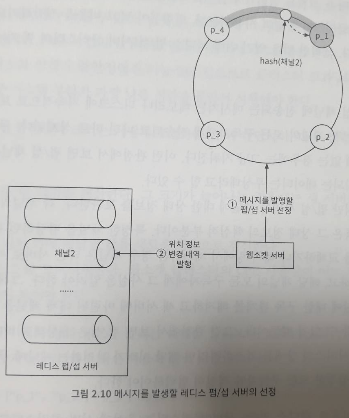 p_4
p_1
hash(채널2)
p_3
p_2
① 메시지를 발행할
펍/섭 서버 선정
채널2
② 위치 정보
변경 내역
발행
웹소켓 서버
......
레디스 펍/섭 서버
그림 2.10 메시지를 발생할 레디스 펍/섭 서버의 선정